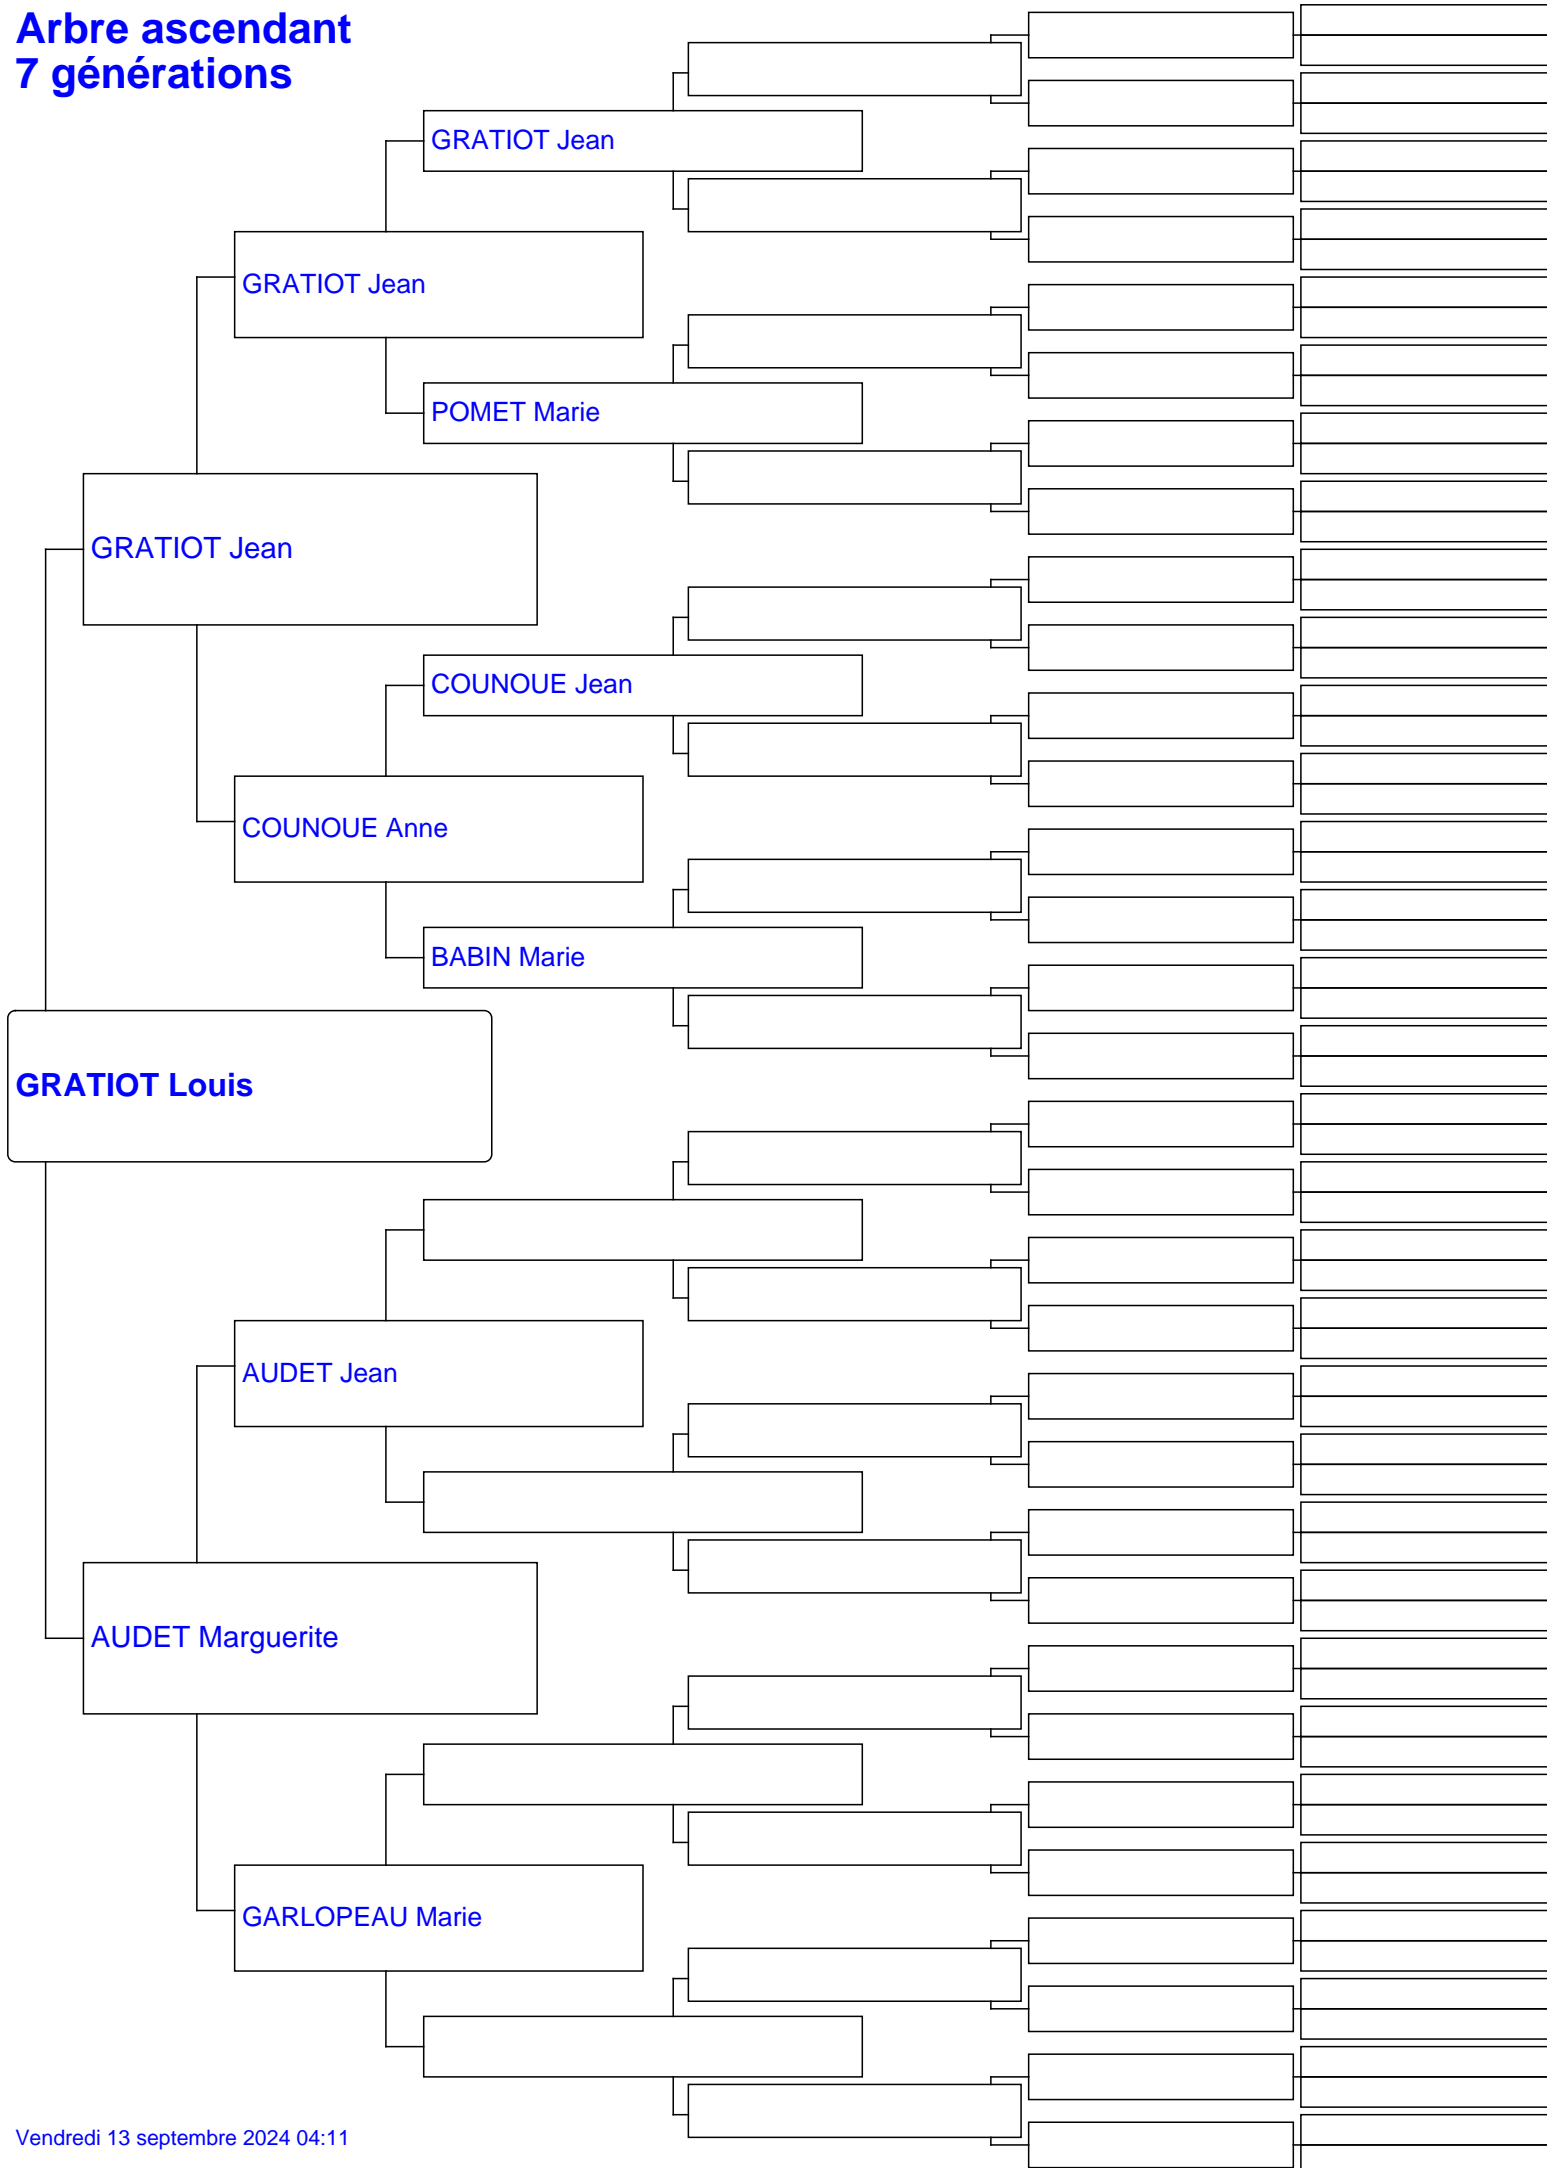 Arbre ascendant
7 générations
GRATIOT Jean
GRATIOT Jean
POMET Marie
GRATIOT Jean
COUNOUE Jean
COUNOUE Anne
BABIN Marie
GRATIOT Louis
AUDET Jean
AUDET Marguerite
GARLOPEAU Marie
Vendredi 13 septembre 2024 04:11